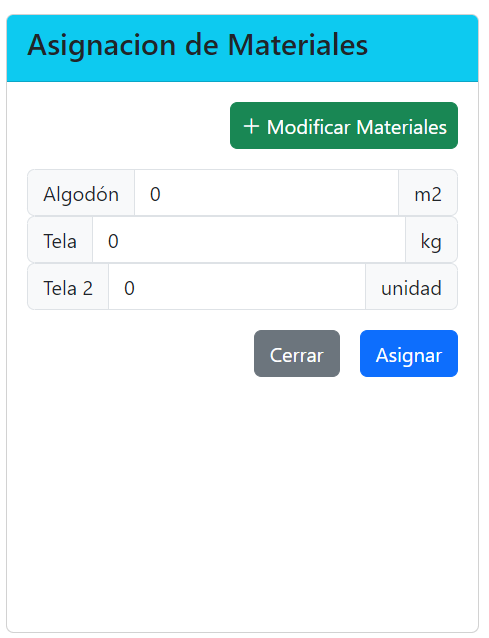 Asignacion de Materiales
+ Modificar Materiales
Algodón 0 m2
Tela 0 kg
Tela 2 0 unidad
Cerrar Asignar